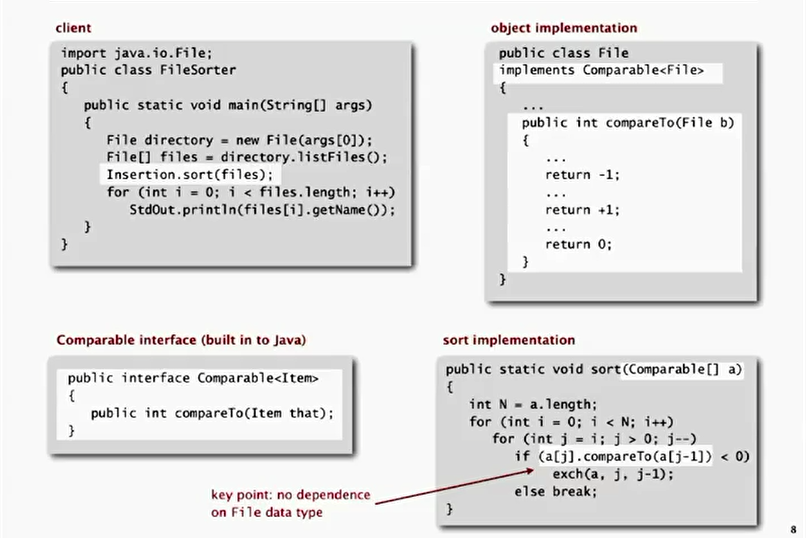 client
import java.io.File;
public class FileSorter
{
   public static void main(String[] args)
   {
      File directory = new File(args[0]);
      File[] files = directory.listFiles();
      Insertion.sort(files);
      for (int i = 0; i < files.length; i++)
         StdOut.println(files[i].getName());
   }
}
object implementation
public class File
implements Comparable<File>
{
   ...
   public int compareTo(File b)
   {
      ...
      return -1;
      ...
      return +1;
      ...
      return 0;
   }
}
Comparable interface (built in to Java)
public interface Comparable<Item>
{
   public int compareTo(Item that);
}
key point: no dependence
on File data type
sort implementation
public static void sort(Comparable[] a)
{
   int N = a.length;
   for (int i = 0; i < N; i++)
      for (int j = i; j > 0; j--)
         if (a[j].compareTo(a[j-1]) < 0)
               exch(a, j, j-1);
         else break;
}
8